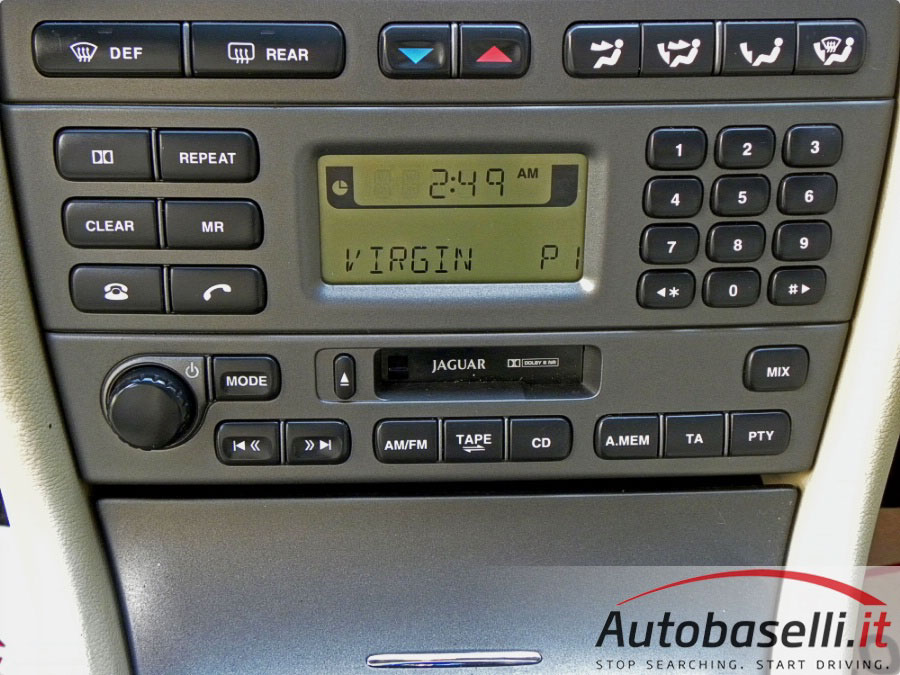 DEF REAR
REPEAT 1 2 3
2:49 AM
CLEAR MR 4 5 6
VIRGIN P1
7 8 9
* 0 #
JAGUAR DOLBY B NR
MODE MIX
AM/FM TAPE CD A.MEM TA PTY
Autobaselli.it
STOP SEARCHING. START DRIVING.